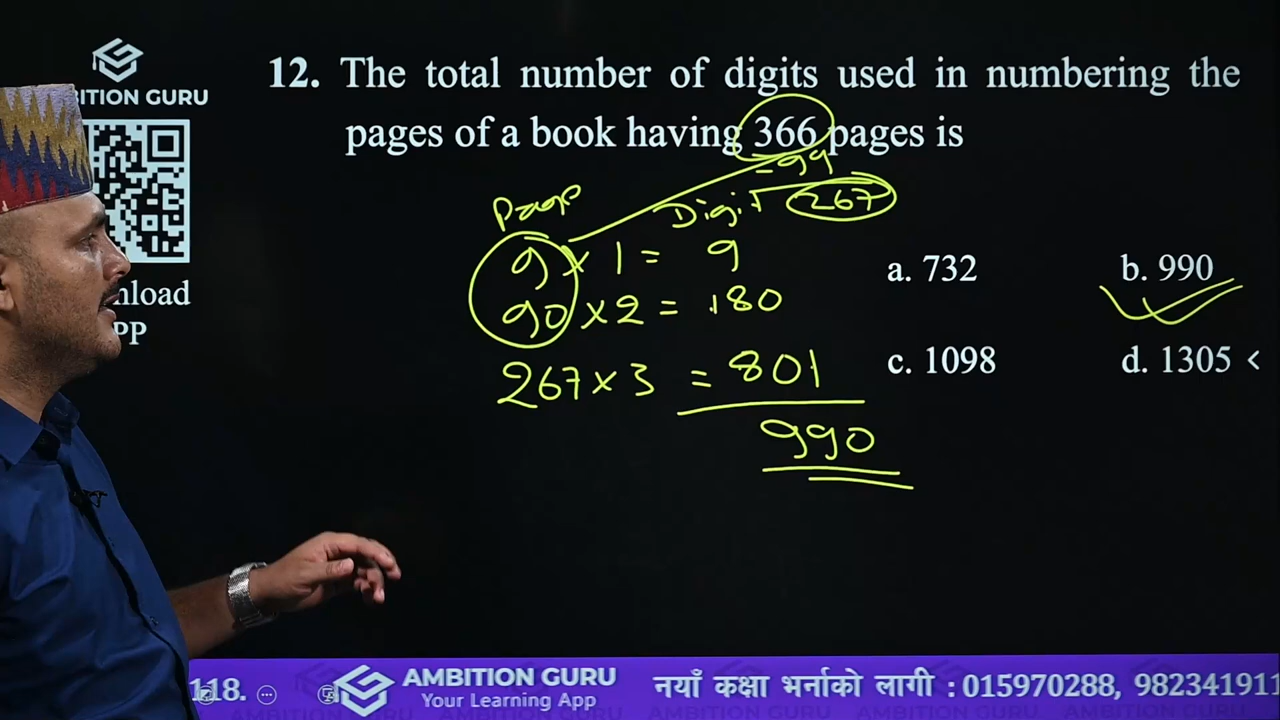 BITION GURU
nload
PP
12. The total number of digits used in numbering the
pages of a book having 366 pages is
- 99
Page Digit 267
9 × 1 = 9
90 × 2 = 180
267 × 3 = 801
990
a. 732 b. 990
c. 1098 d. 1305 <
118.
AMBITION GURU
Your Learning App
नयाँ कक्षा भर्नाको लागी : 015970288, 982341911